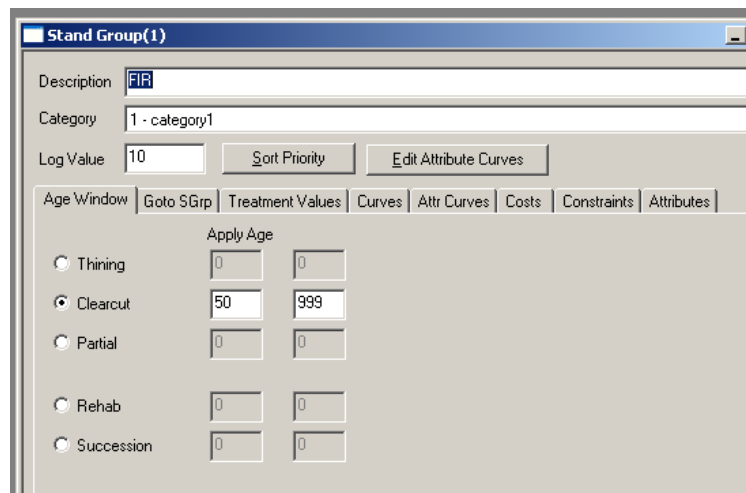 Stand Group(1)
Description FIR
Category 1 - category1
Log Value 10 Sort Priority Edit Attribute Curves
Age Window Goto SGrp Treatment Values Curves Attr Curves Costs Constraints Attributes
Apply Age
Thining 0 0
Clearcut 50 999
Partial 0 0
Rehab 0 0
Succession 0 0